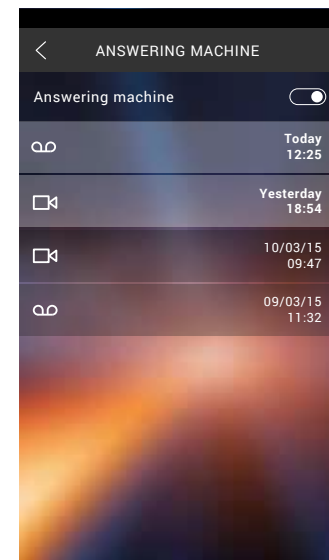 ANSWERING MACHINE
Answering machine
Today
12:25
Yesterday
18:54
10/03/15
09:47
09/03/15
11:32